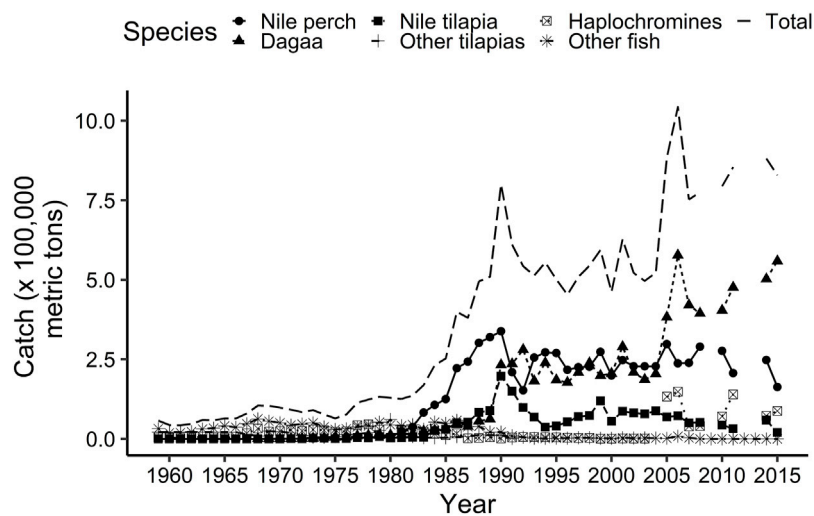 Species
Nile perch
Nile tilapia
Haplochromines
Total
Dagaa
Other tilapias
Other fish
Catch (x 100,000
metric tons)
10.0
7.5
5.0
2.5
0.0
1960 1965 1970 1975 1980 1985 1990 1995 2000 2005 2010 2015
Year